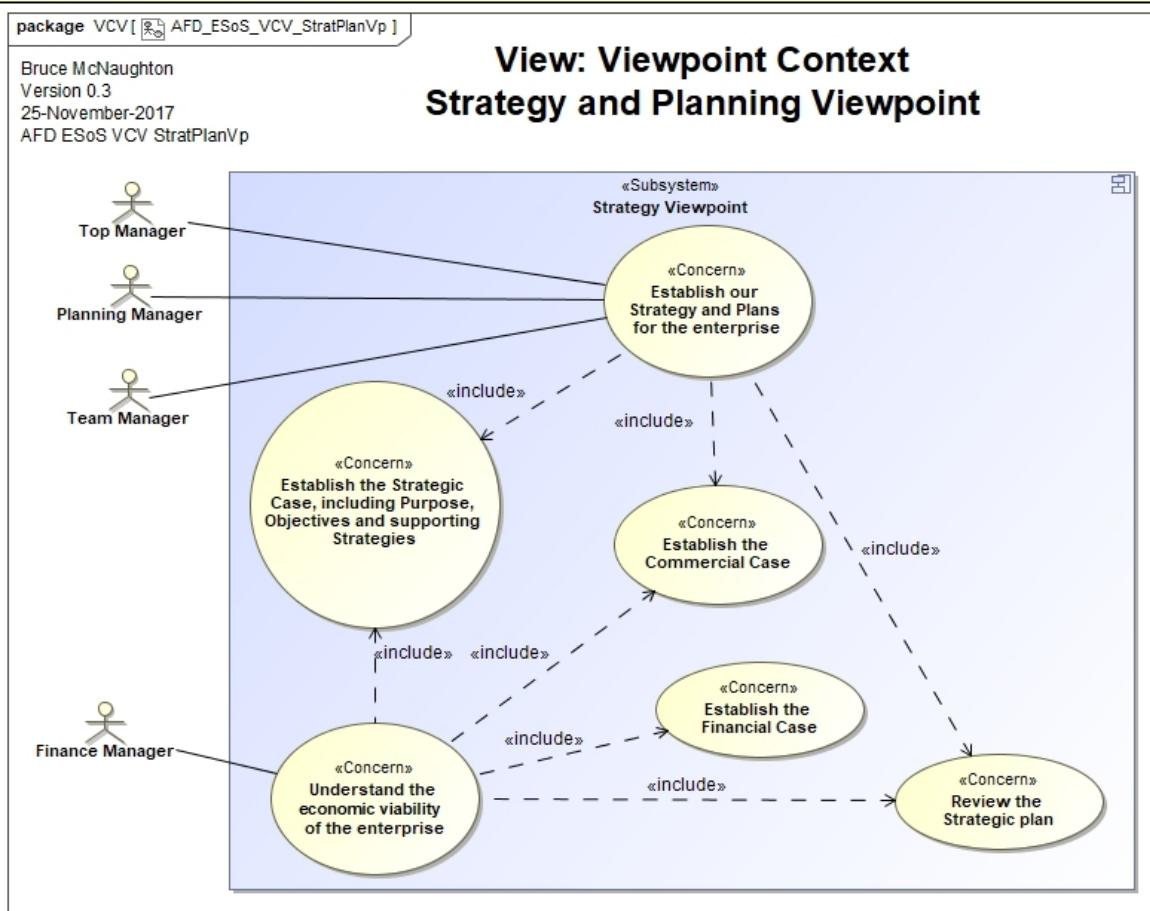 package VCV [ AFD_ESoS_VCV_StratPlanVp ]
View: Viewpoint Context
Strategy and Planning Viewpoint
Bruce McNaughton
Version 0.3
25-November-2017
AFD ESoS VCV StratPlanVp
«Subsystem»
Strategy Viewpoint
Top Manager
Planning Manager
Team Manager
Finance Manager
«Concern»
Establish our
Strategy and Plans
for the enterprise
«include»
«include»
«include»
«Concern»
Establish the Strategic
Case, including Purpose,
Objectives and supporting
Strategies
«Concern»
Establish the
Commercial Case
«include»
«include»
«include»
«include»
«Concern»
Establish the
Financial Case
«Concern»
Understand the
economic viability
of the enterprise
«Concern»
Review the
Strategic plan